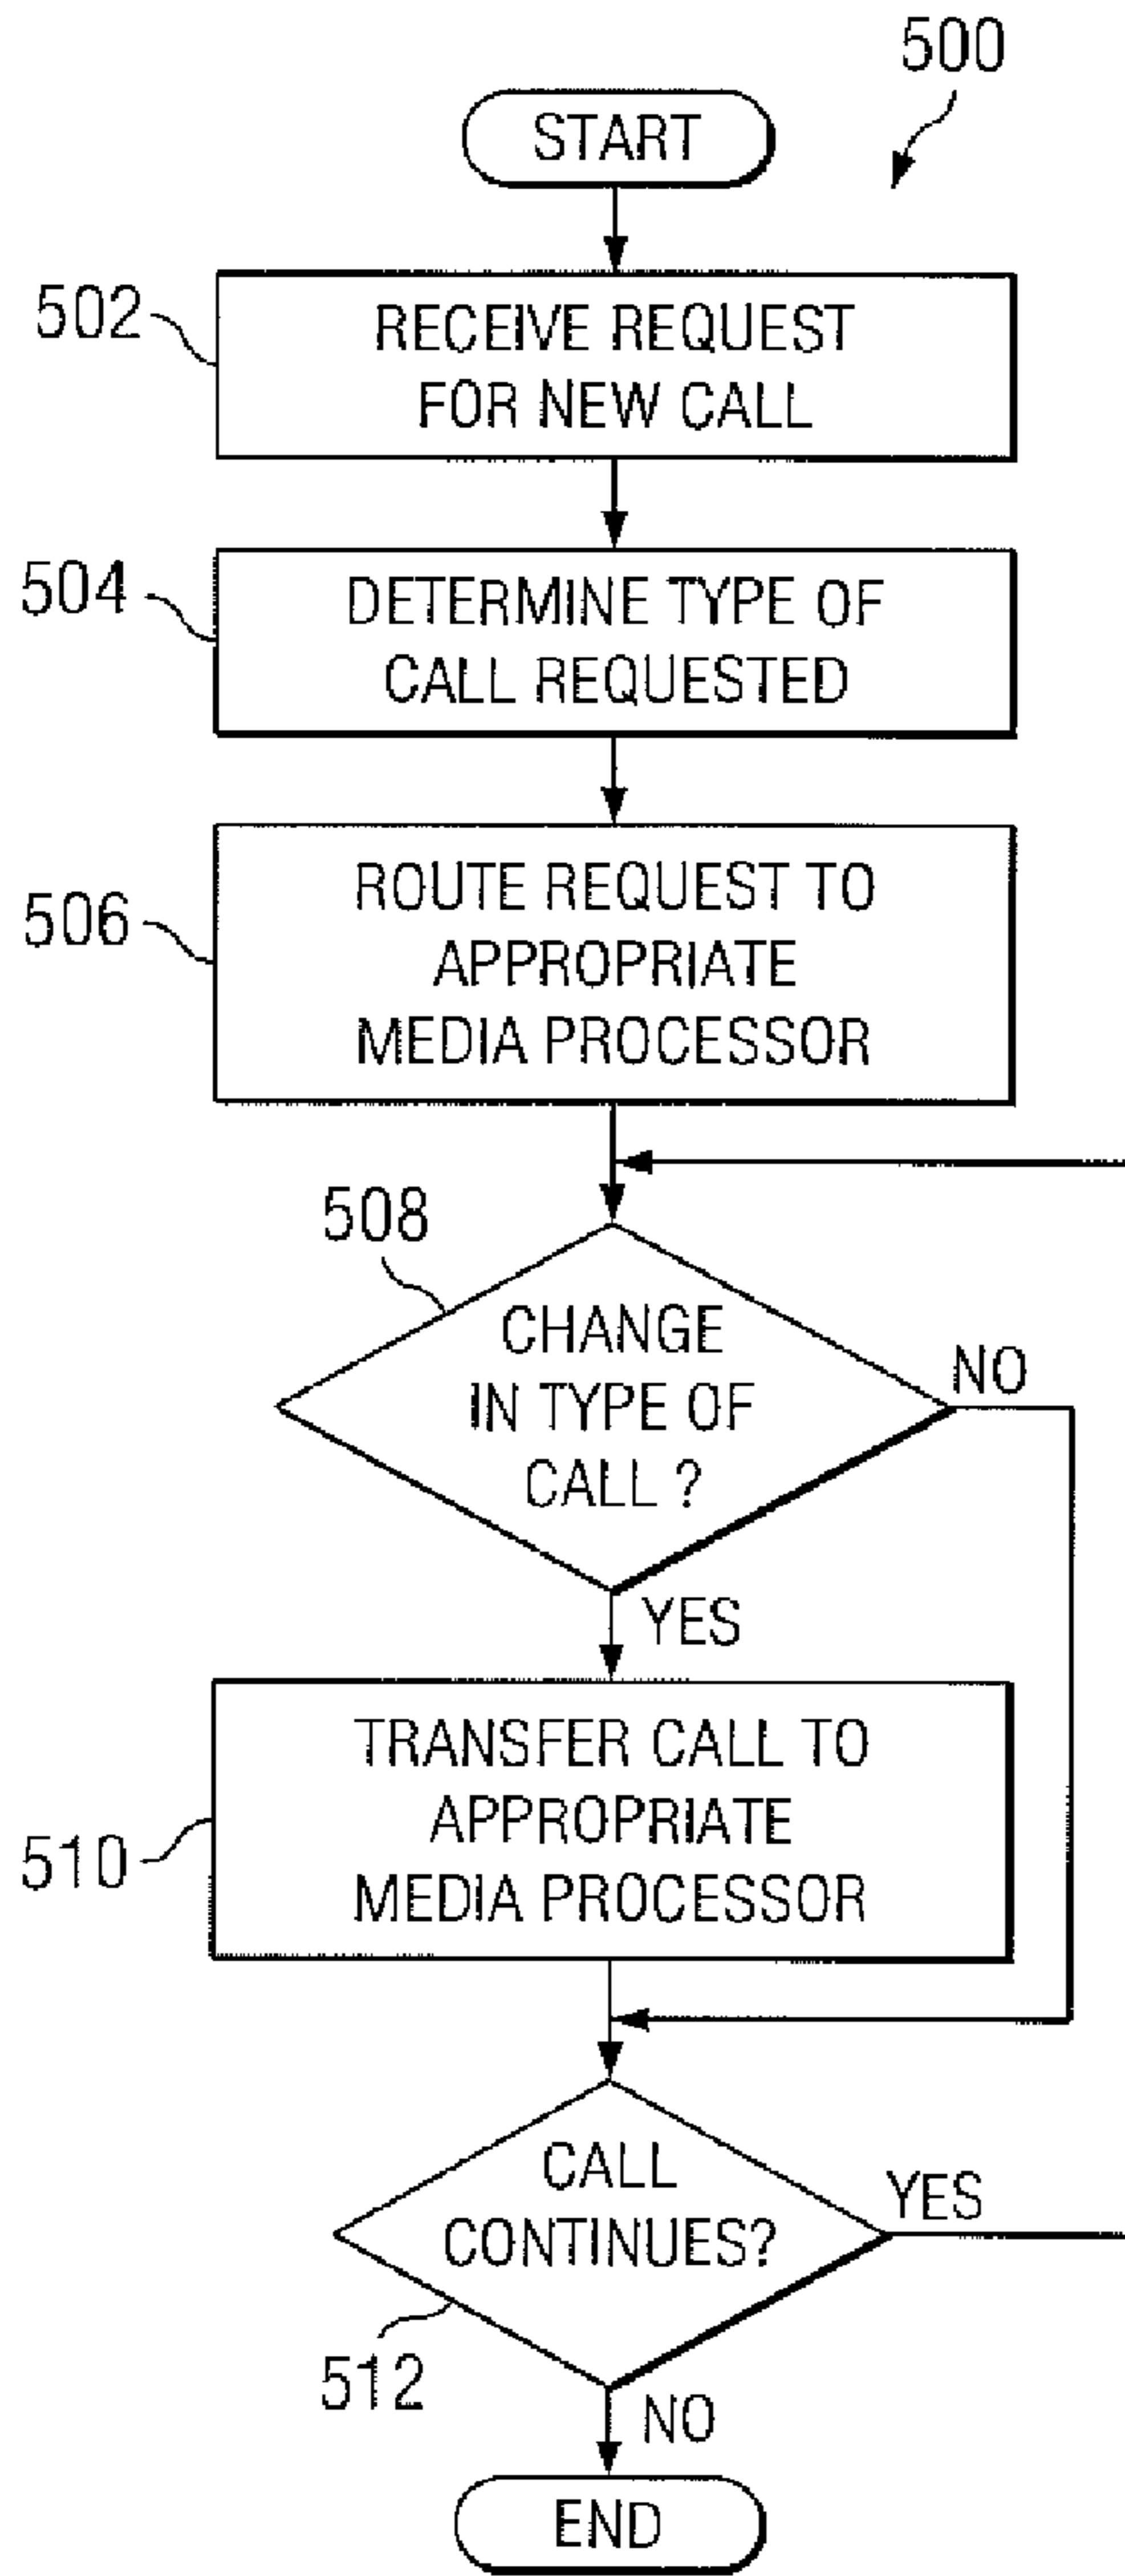 500
START
502
RECEIVE REQUEST
FOR NEW CALL
504
DETERMINE TYPE OF
CALL REQUESTED
506
ROUTE REQUEST TO
APPROPRIATE
MEDIA PROCESSOR
508
CHANGE
IN TYPE OF
CALL ?
NO
YES
510
TRANSFER CALL TO
APPROPRIATE
MEDIA PROCESSOR
CALL
CONTINUES?
YES
512
NO
END